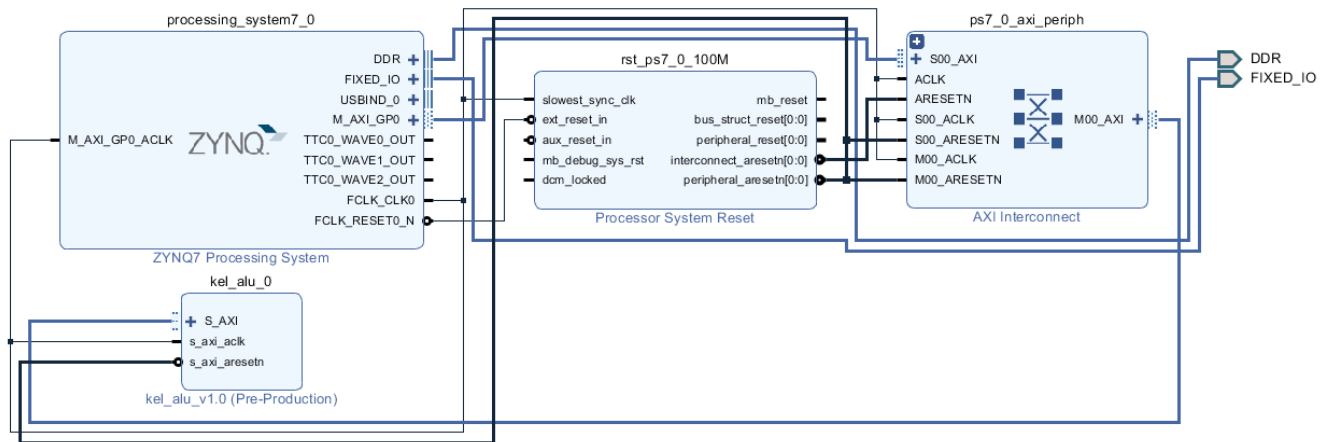 processing_system7_0
DDR
FIXED_IO
USBIND_0
M_AXI_GP0
M_AXI_GP0_ACLK
ZYNQ
TTC0_WAVE0_OUT
TTC0_WAVE1_OUT
TTC0_WAVE2_OUT
FCLK_CLK0
FCLK_RESET0_N
ZYNQ7 Processing System
kel_alu_0
S_AXI
s_axi_aclk
s_axi_aresetn
kel_alu_v1.0 (Pre-Production)
rst_ps7_0_100M
slowest_sync_clk
ext_reset_in
aux_reset_in
mb_debug_sys_rst
dcm_locked
mb_reset
bus_struct_reset[0:0]
peripheral_reset[0:0]
interconnect_aresetn[0:0]
peripheral_aresetn[0:0]
Processor System Reset
ps7_0_axi_periph
S00_AXI
ACLK
ARESETN
S00_ACLK
S00_ARESETN
M00_ACLK
M00_ARESETN
M00_AXI
AXI Interconnect
DDR
FIXED_IO